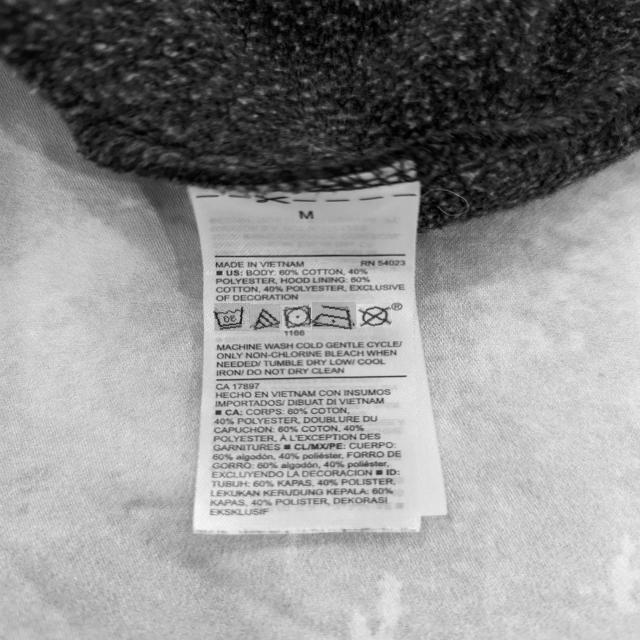 M
MADE IN VIETNAM RN 54023
■ US: BODY: 60% COTTON, 40%
POLYESTER, HOOD LINING: 60%
COTTON, 40% POLYESTER, EXCLUSIVE
OF DECORATION
®
1166
MACHINE WASH COLD GENTLE CYCLE/
ONLY NON-CHLORINE BLEACH WHEN
NEEDED/ TUMBLE DRY LOW/ COOL
IRON/ DO NOT DRY CLEAN
CA 17897
HECHO EN VIETNAM CON INSUMOS
IMPORTADOS/ DIBUAT DI VIETNAM
■ CA: CORPS: 60% COTON,
40% POLYESTER, DOUBLURE DU
CAPUCHON: 60% COTON, 40%
POLYESTER, À L'EXCEPTION DES
GARNITURES ■ CL/MX/PE: CUERPO:
60% algodón, 40% poliéster, FORRO DE
GORRO: 60% algodón, 40% poliéster,
EXCLUYENDO LA DECORACION ■ ID:
TUBUH: 60% KAPAS, 40% POLISTER,
LEKUKAN KERUDUNG KEPALA: 60%
KAPAS, 40% POLISTER, DEKORASI
EKSKLUSIF